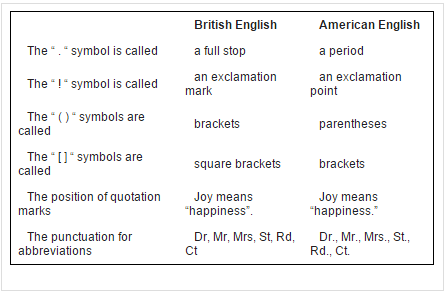 British English American English
The “ . “ symbol is called a full stop a period
The “ ! “ symbol is called an exclamation mark an exclamation point
The “ ( ) “ symbols are called brackets parentheses
The “ [ ] “ symbols are called square brackets brackets
The position of quotation marks Joy means “happiness”. Joy means “happiness.”
The punctuation for abbreviations Dr, Mr, Mrs, St, Rd, Ct Dr., Mr., Mrs., St., Rd., Ct.